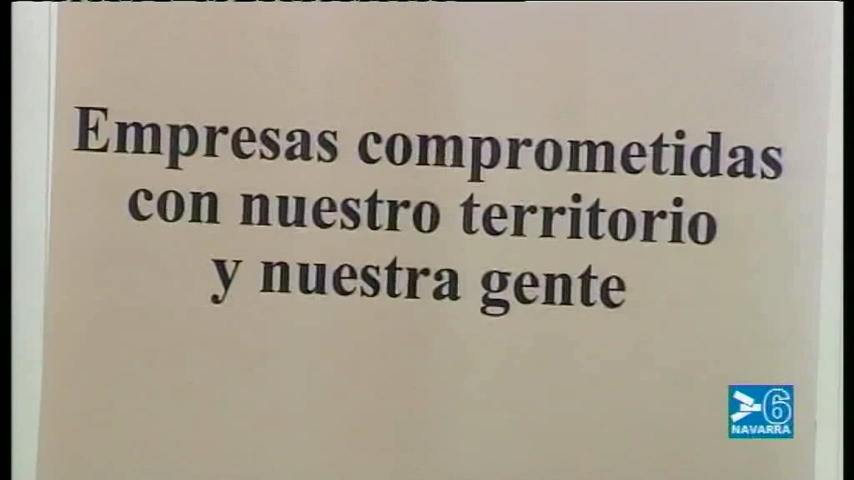 Empresas comprometidas
con nuestro territorio
y nuestra gente
6
NAVARRA